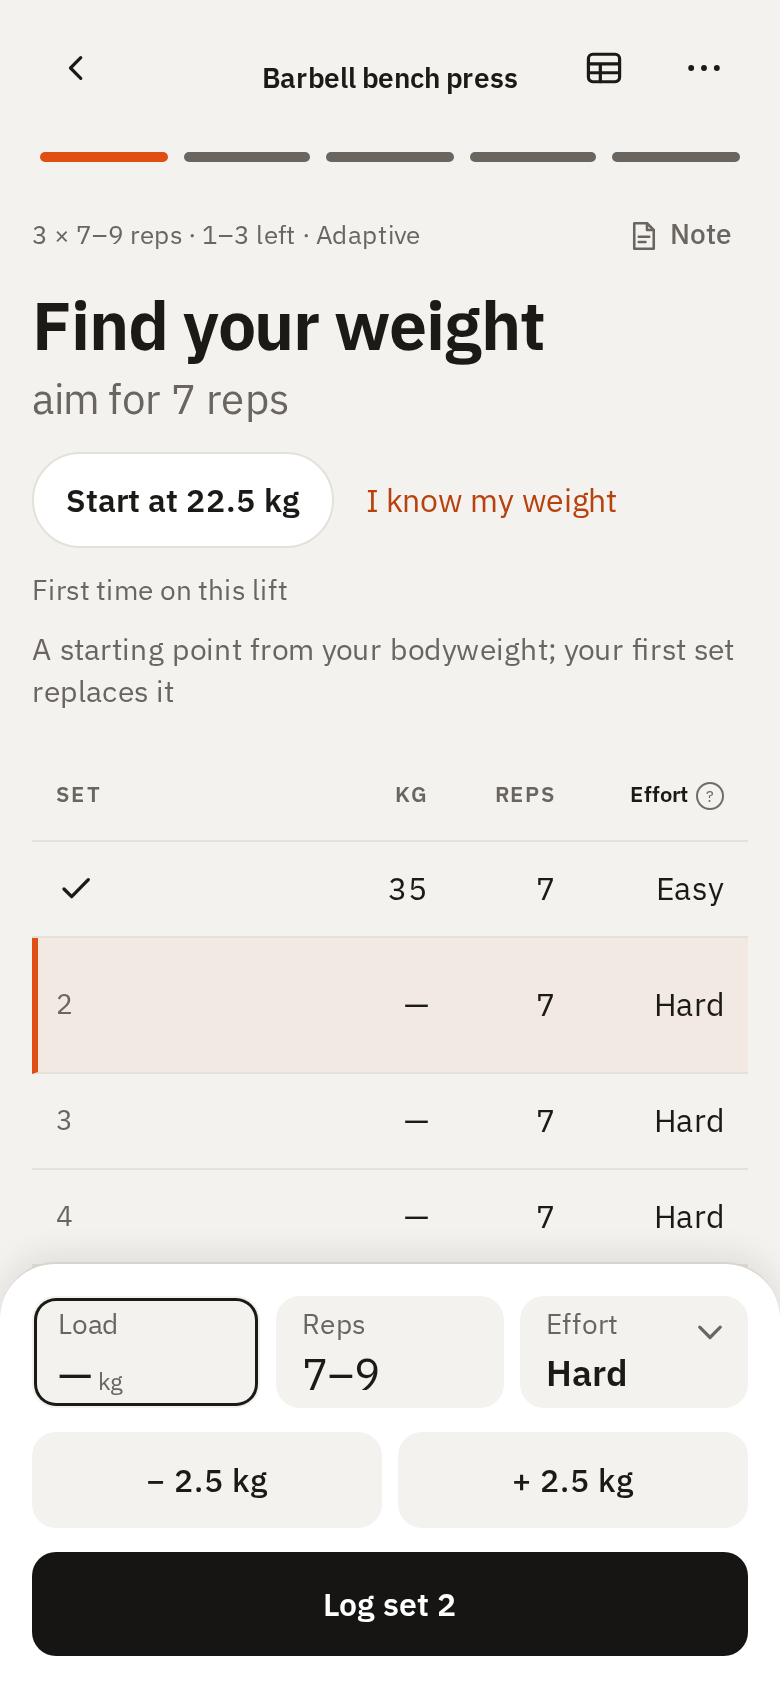 Barbell bench press
3 × 7–9 reps · 1–3 left · Adaptive
Note
Find your weight
aim for 7 reps
Start at 22.5 kg
I know my weight
First time on this lift
A starting point from your bodyweight; your first set
replaces it
SET KG REPS Effort ?
35 7 Easy
2 — 7 Hard
3 — 7 Hard
4 — 7 Hard
Load Reps Effort
— kg 7–9 Hard
− 2.5 kg + 2.5 kg
Log set 2